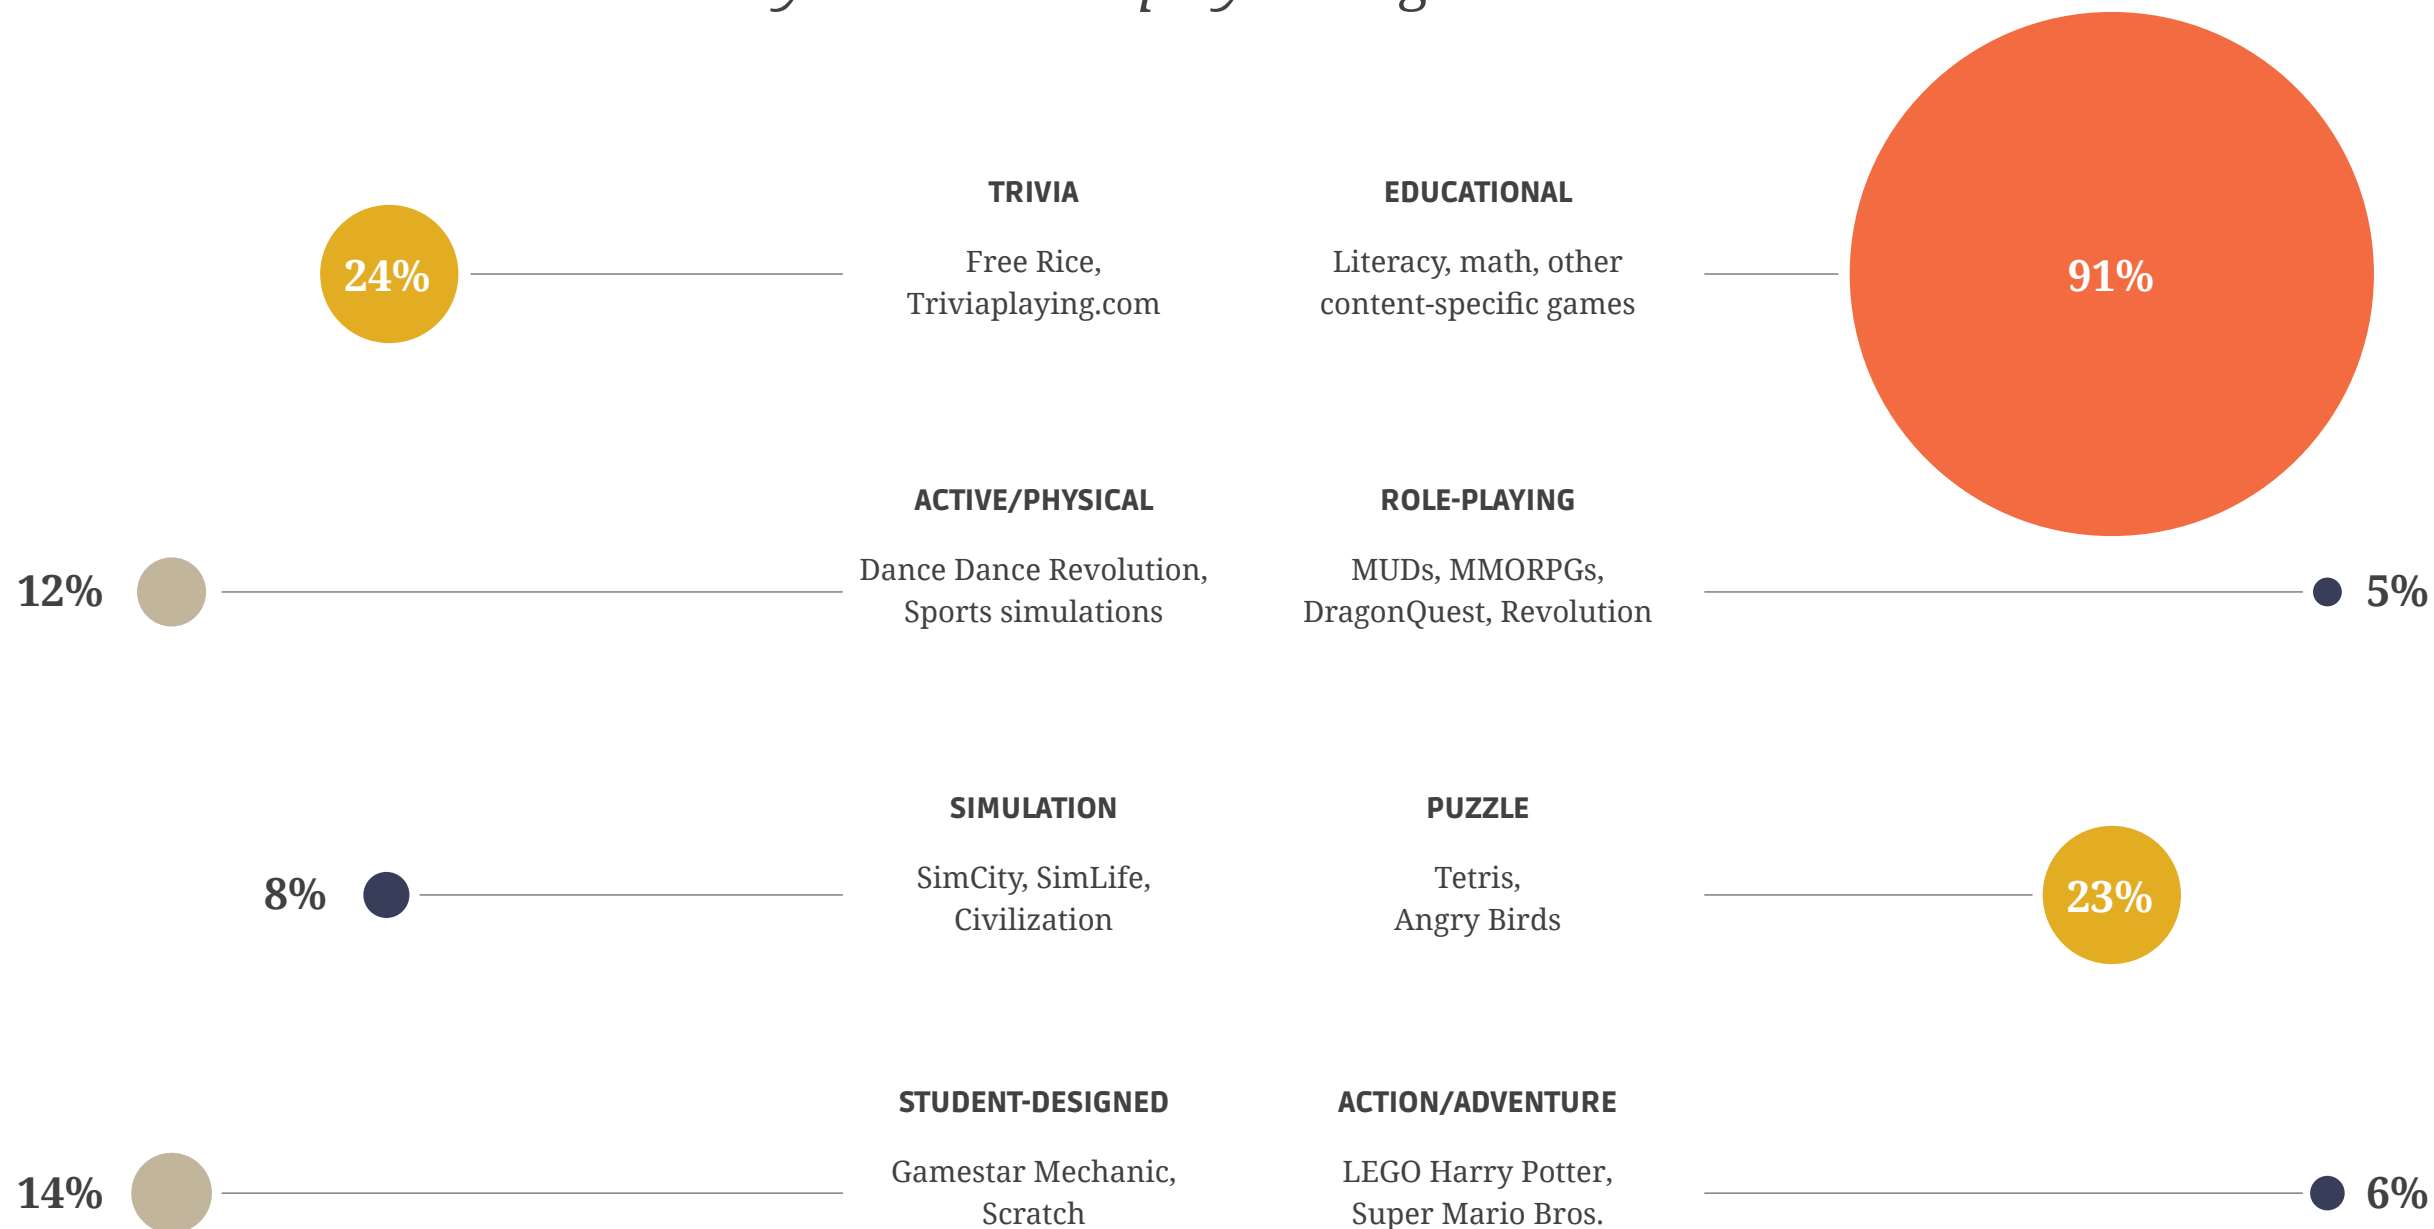 TRIVIA
Free Rice,
Triviaplaying.com
24%
EDUCATIONAL
Literacy, math, other
content-specific games
91%
ACTIVE/PHYSICAL
Dance Dance Revolution,
Sports simulations
12%
ROLE-PLAYING
MUDs, MMORPGs,
DragonQuest, Revolution
5%
SIMULATION
SimCity, SimLife,
Civilization
8%
PUZZLE
Tetris,
Angry Birds
23%
STUDENT-DESIGNED
Gamestar Mechanic,
Scratch
14%
ACTION/ADVENTURE
LEGO Harry Potter,
Super Mario Bros.
6%